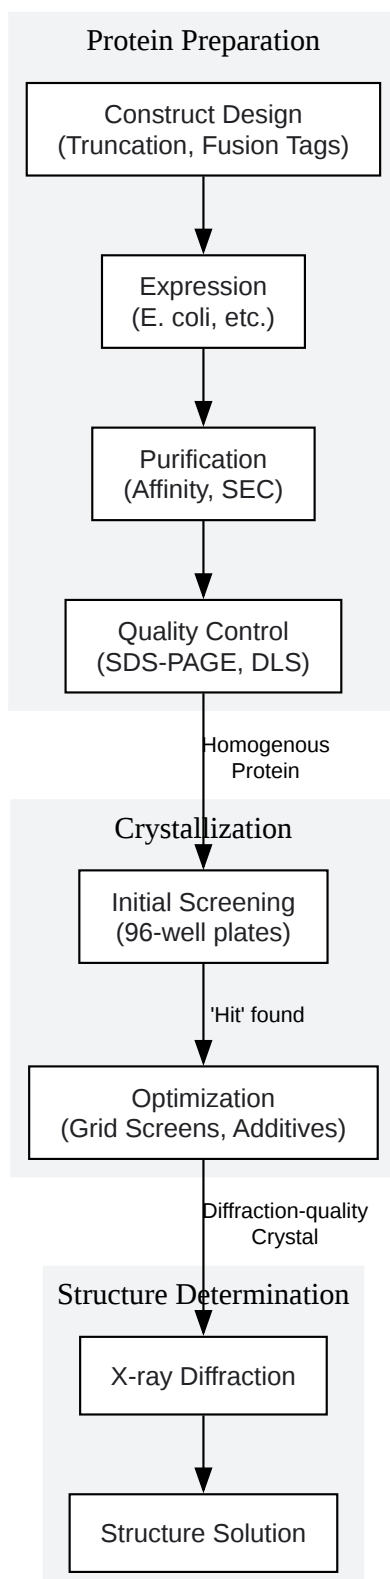 Protein Preparation
Construct Design
(Truncation, Fusion Tags)
Expression
(E. coli, etc.)
Purification
(Affinity, SEC)
Quality Control
(SDS-PAGE, DLS)
Homogenous
Protein
Crystallization
Initial Screening
(96-well plates)
'Hit' found
Optimization
(Grid Screens, Additives)
Diffraction-quality
Crystal
Structure Determination
X-ray Diffraction
Structure Solution